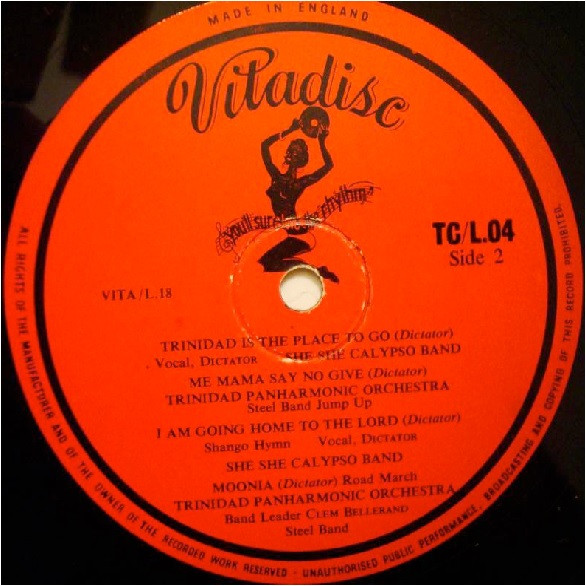 MADE IN ENGLAND
Vitadisc
you'll sure the rhythm
TC/L.04
Side 2
VITA/L.18
TRINIDAD IS THE PLACE TO GO (Dictator)
Vocal, DICTATOR SHE SHE CALYPSO BAND
ME MAMA SAY NO GIVE (Dictator)
TRINIDAD PANHARMONIC ORCHESTRA
Steel Band Jump Up
I AM GOING HOME TO THE LORD (Dictator)
Shango Hymn Vocal, DICTATOR
SHE SHE CALYPSO BAND
MOONIA (Dictator) Road March
TRINIDAD PANHARMONIC ORCHESTRA
Band Leader CLEM BELLERAND
Steel Band
ALL RIGHTS OF THE MANUFACTURER AND OF THE OWNER OF THE RECORDED WORK RESERVED - UNAUTHORISED PUBLIC PERFORMANCE, BROADCASTING AND COPYING OF THIS RECORD PROHIBITED.